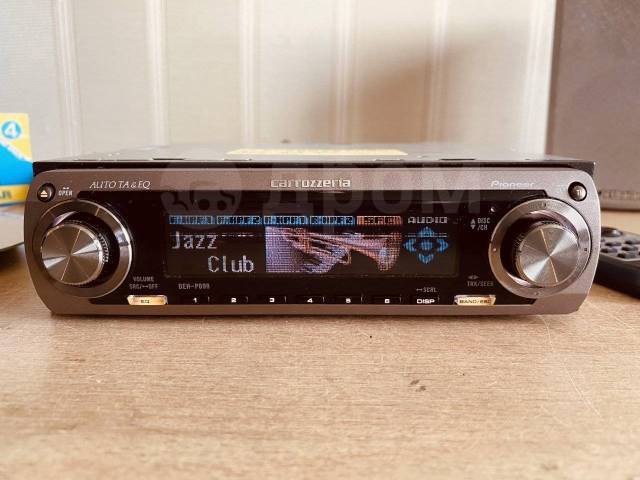 4
OPEN
AUTO TA & EQ
carrozzeria
Pioneer
ДРОМ
AUDIO
DISC
/CH
Jazz
Club
VOLUME
SRC/OFF
DEH-P099
SCRL
TRK/SEEK
EQ
1 2 3 4 5 6 DISP
BAND/ESC